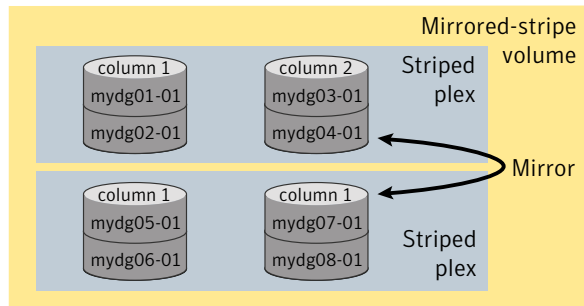 Mirrored-stripe
volume
column 1
mydg01-01
mydg02-01
column 2
mydg03-01
mydg04-01
Striped
plex
Mirror
column 1
mydg05-01
mydg06-01
column 1
mydg07-01
mydg08-01
Striped
plex